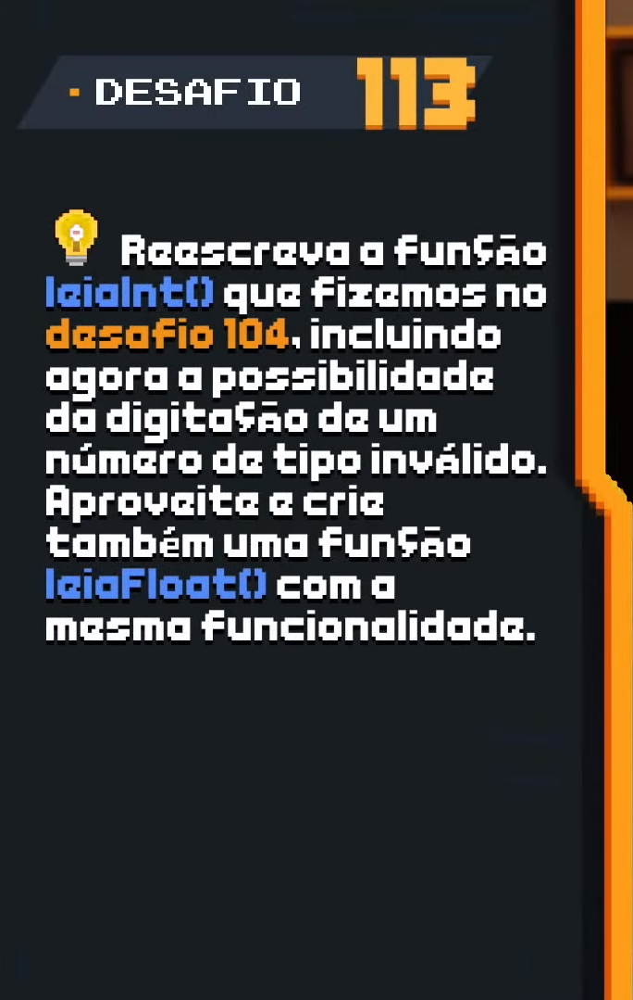 DESAFIO 113
Reescreva a função
leiaInt() que fizemos no
desafio 104, incluindo
agora a possibilidade
da digitação de um
número de tipo inválido.
Aproveite e crie
também uma função
leiaFloat() com a
mesma funcionalidade.